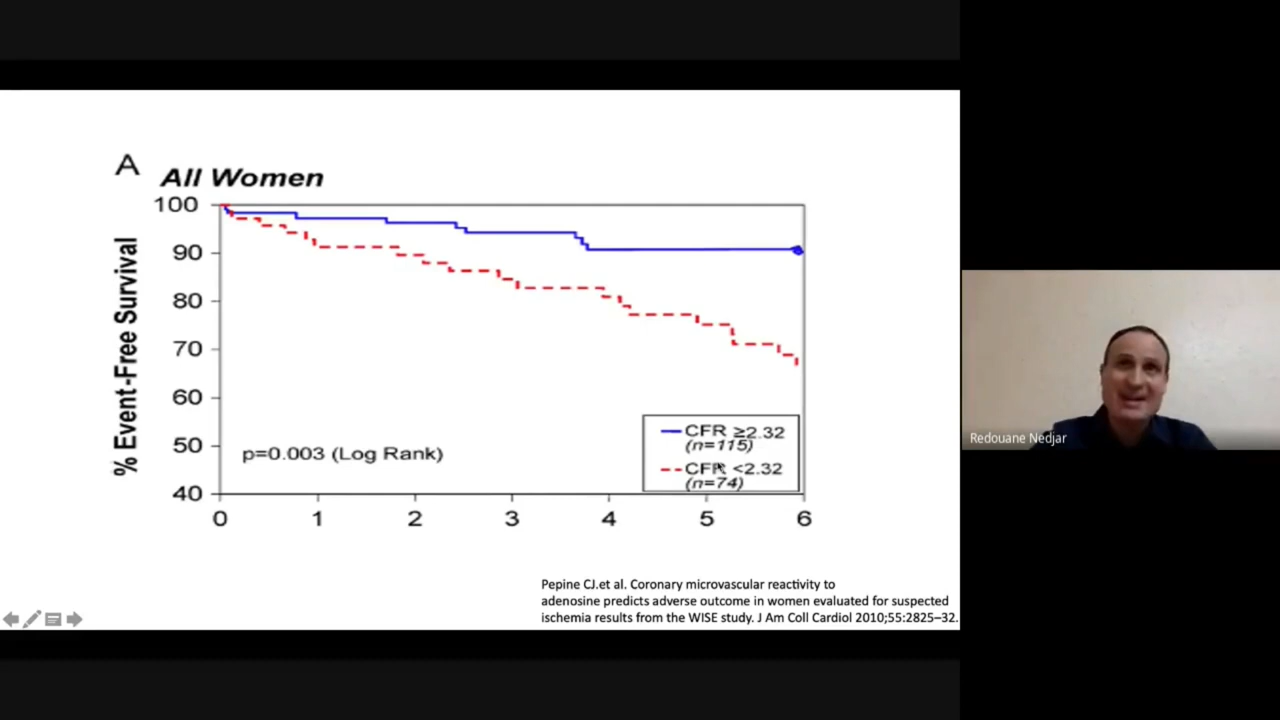 A
All Women
100
90
80
70
60
50
40
% Event-Free Survival
p=0.003 (Log Rank)
CFR ≥2.32
(n=115)
CFR <2.32
(n=74)
0 1 2 3 4 5 6
Pepine CJ.et al. Coronary microvascular reactivity to
adenosine predicts adverse outcome in women evaluated for suspected
ischemia results from the WISE study. J Am Coll Cardiol 2010;55:2825–32.
Redouane Nedjar